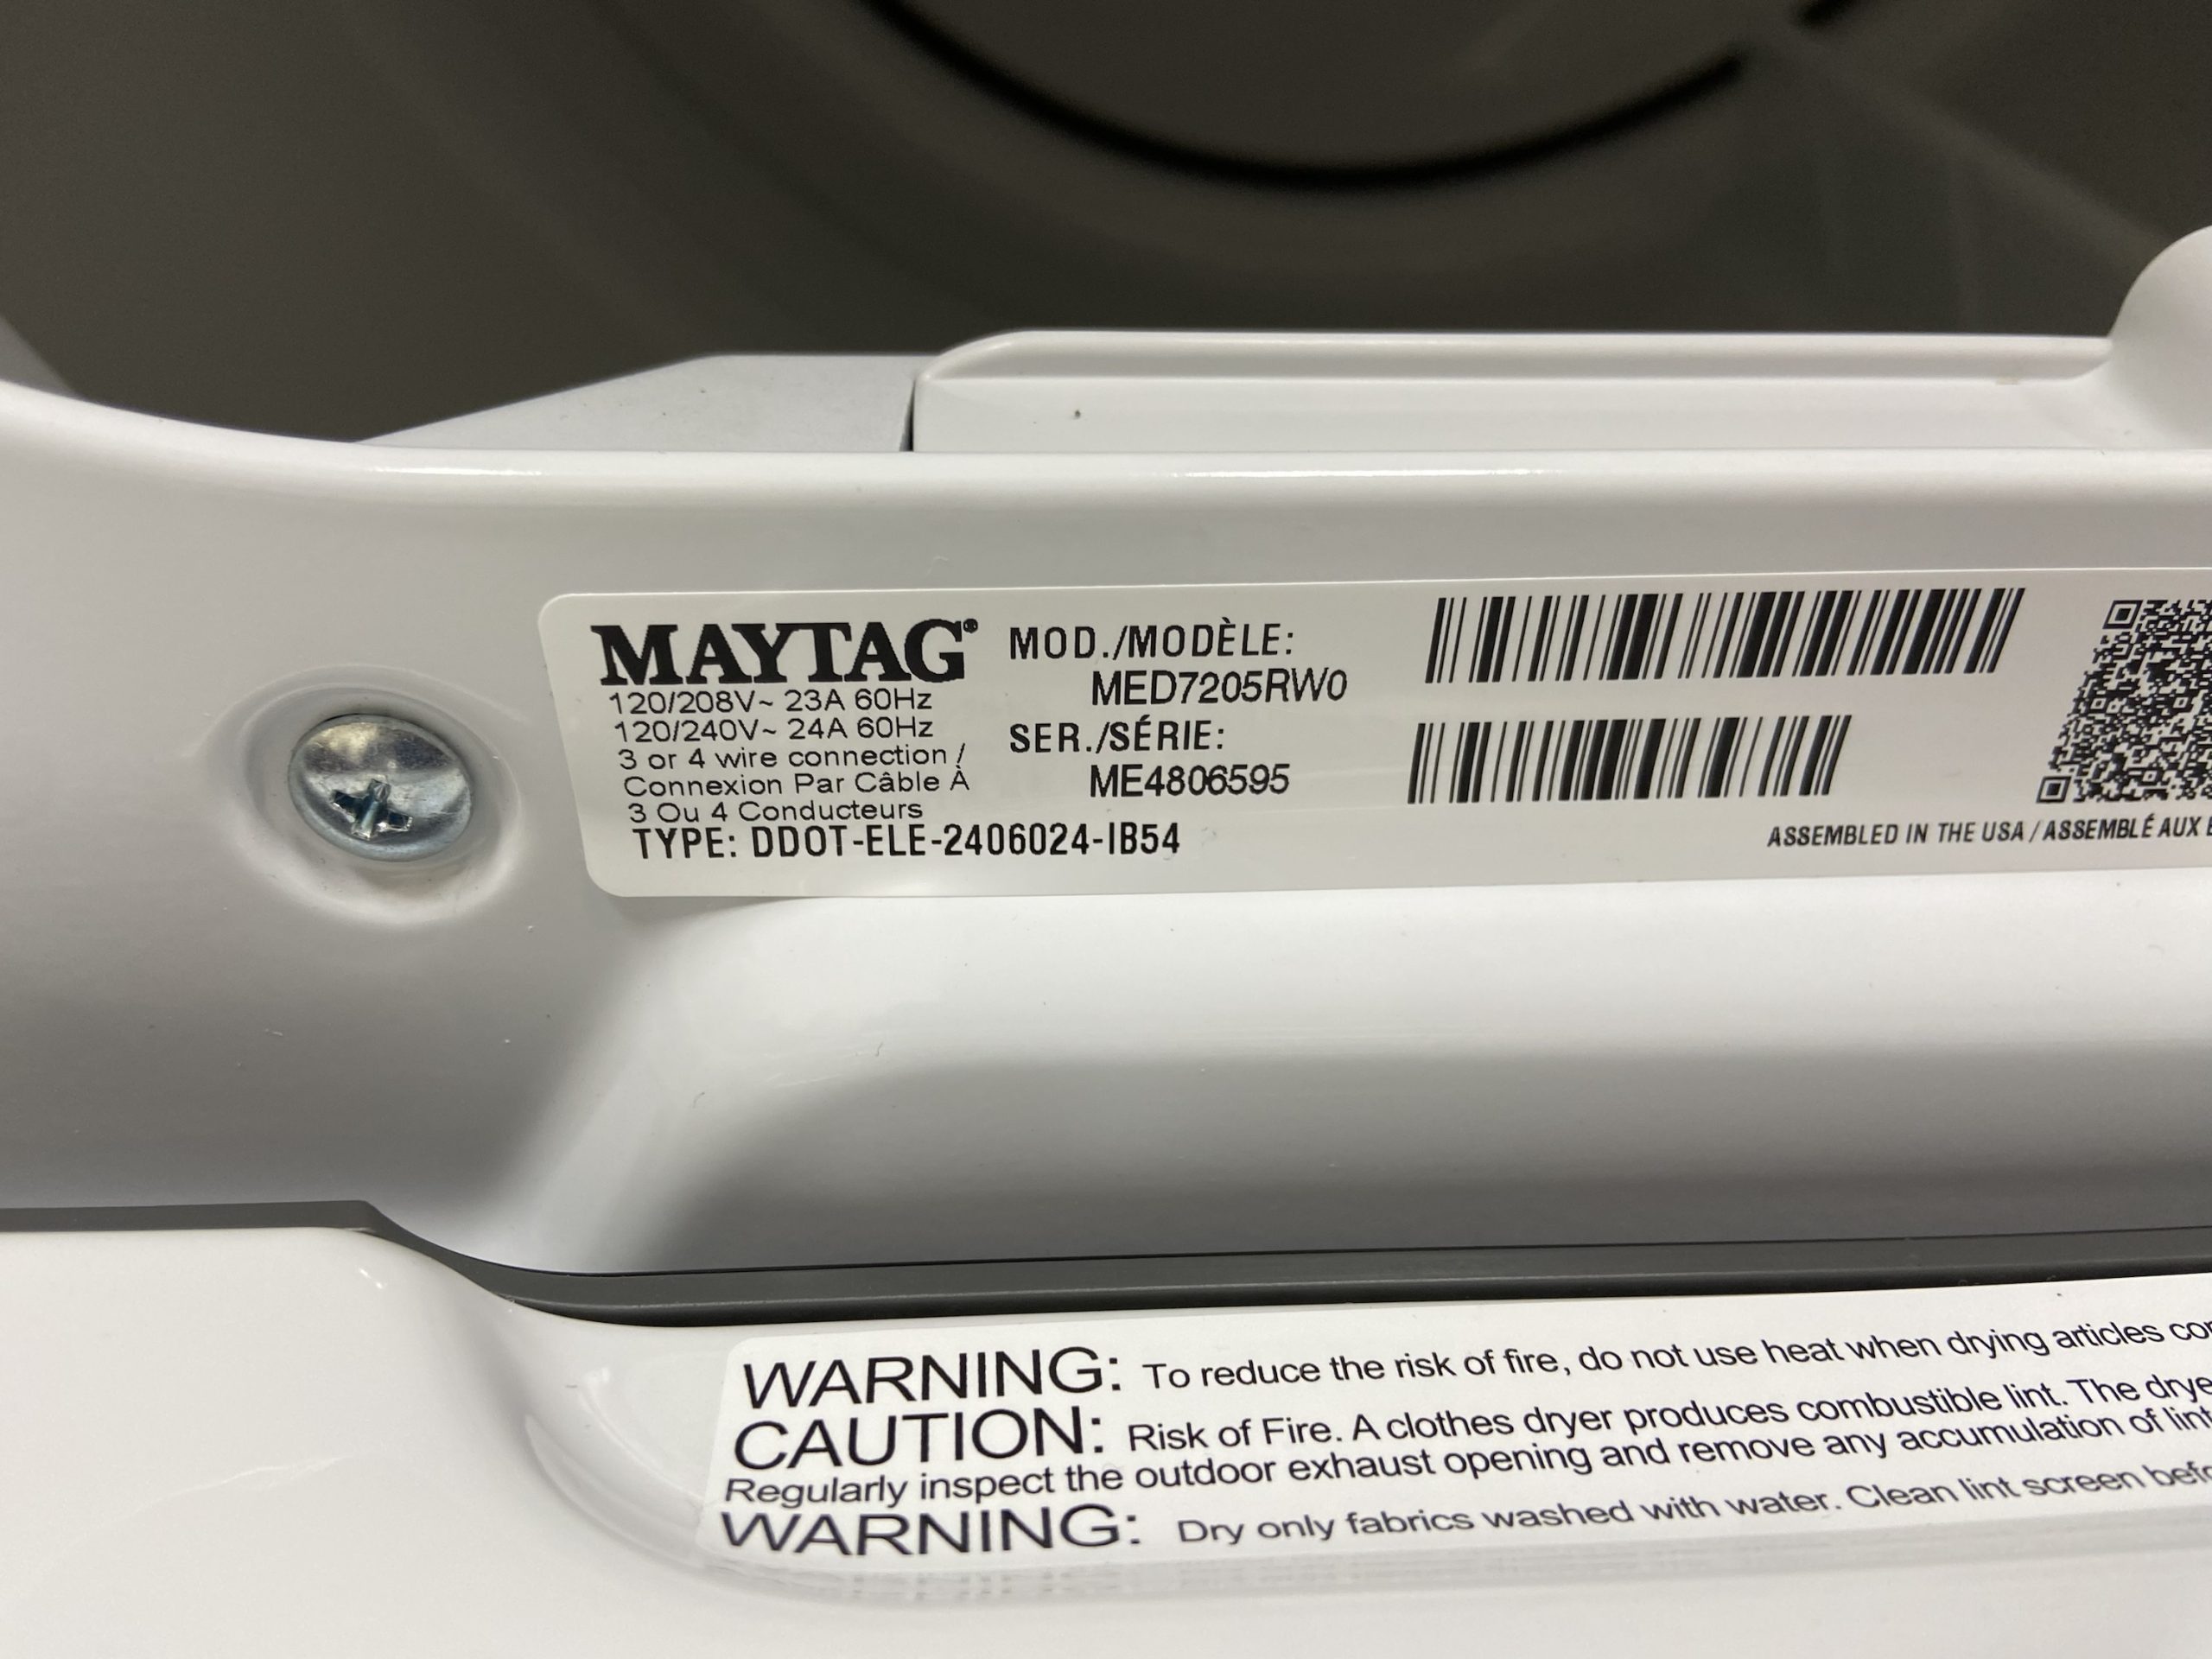 MAYTAG®
120/208V~ 23A 60Hz
120/240V~ 24A 60Hz
3 or 4 wire connection /
Connexion Par Câble À
3 Ou 4 Conducteurs
TYPE: DDOT-ELE-2406024-IB54
MOD./MODÈLE:
MED7205RW0
SER./SÉRIE:
ME4806595
ASSEMBLED IN THE USA / ASSEMBLÉ AUX
WARNING: To reduce the risk of fire, do not use heat when drying articles
CAUTION: Risk of Fire. A clothes dryer produces combustible lint. The
Regularly inspect the outdoor exhaust opening and remove any accumulation of
WARNING: Dry only fabrics washed with water. Clean lint screen